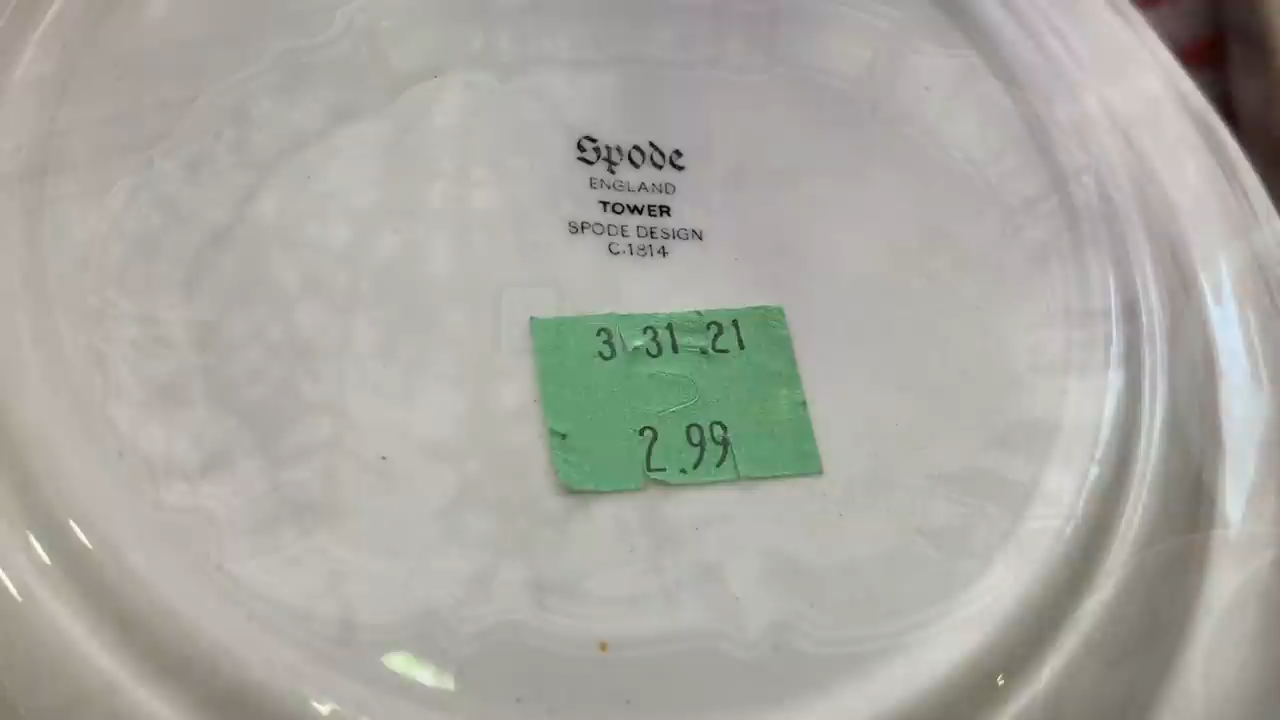 Spode
ENGLAND
TOWER
SPODE DESIGN
C.1814
3.31.21
2.99